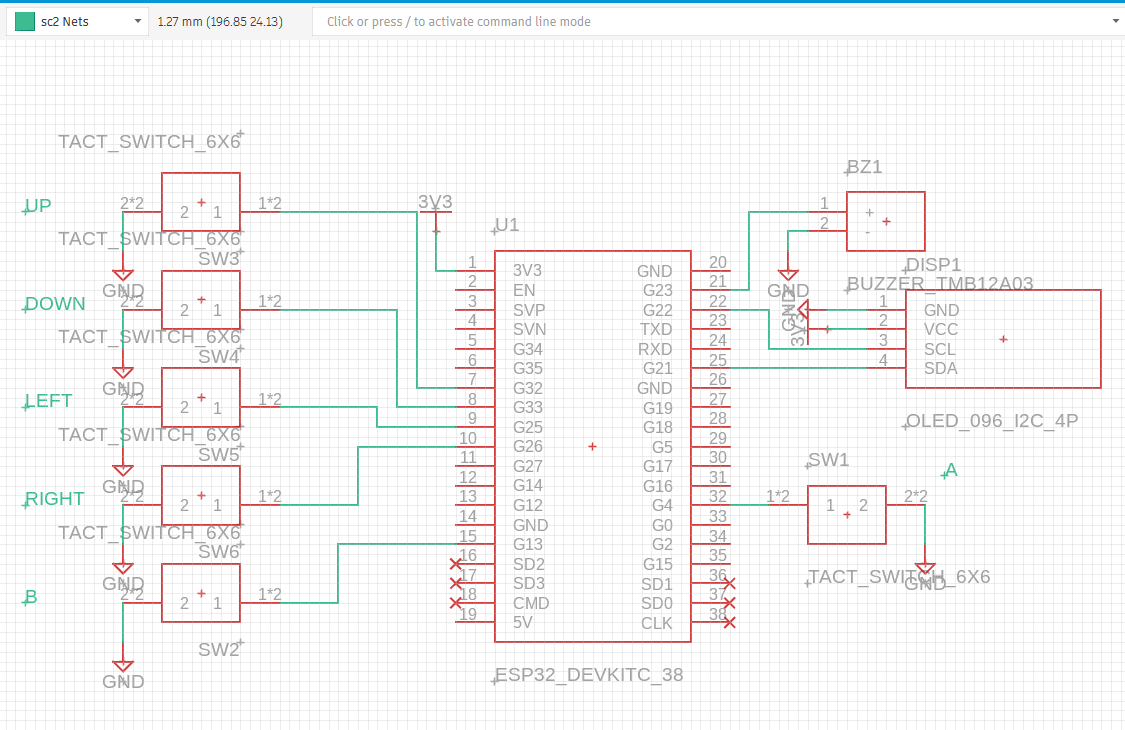 sc2 Nets
1.27 mm (196.85 24.13)
Click or press / to activate command line mode
TACT_SWITCH_6X6
UP
2*2
2 1
1*2
TACT_SWITCH_6X6
SW3
GND
DOWN
2*2
2 1
1*2
TACT_SWITCH_6X6
SW4
GND
LEFT
2*2
2 1
1*2
TACT_SWITCH_6X6
SW5
GND
RIGHT
2*2
2 1
1*2
TACT_SWITCH_6X6
SW6
GND
B
2*2
2 1
1*2
SW2
GND
3V3
U1
1 3V3 GND 20
2 EN G23 21
3 SVP G22 22
4 SVN TXD 23
5 G34 RXD 24
6 G35 G21 25
7 G32 GND 26
8 G33 G19 27
9 G25 G18 28
10 G26 G5 29
11 G27 G17 30
12 G14 G16 31
13 G12 G4 32
14 GND G0 33
15 G13 G2 34
16 SD2 G15 35
17 SD3 SD1 36
18 CMD SD0 37
19 5V CLK 38
ESP32_DEVKITC_38
BZ1
1 +
2 -
GND
BUZZER_TMB12A03
DISP1
GND
3V3
1 GND
2 VCC
3 SCL
4 SDA
OLED_096_I2C_4P
SW1
A
1*2
1 2
2*2
TACT_SWITCH_6X6
GND